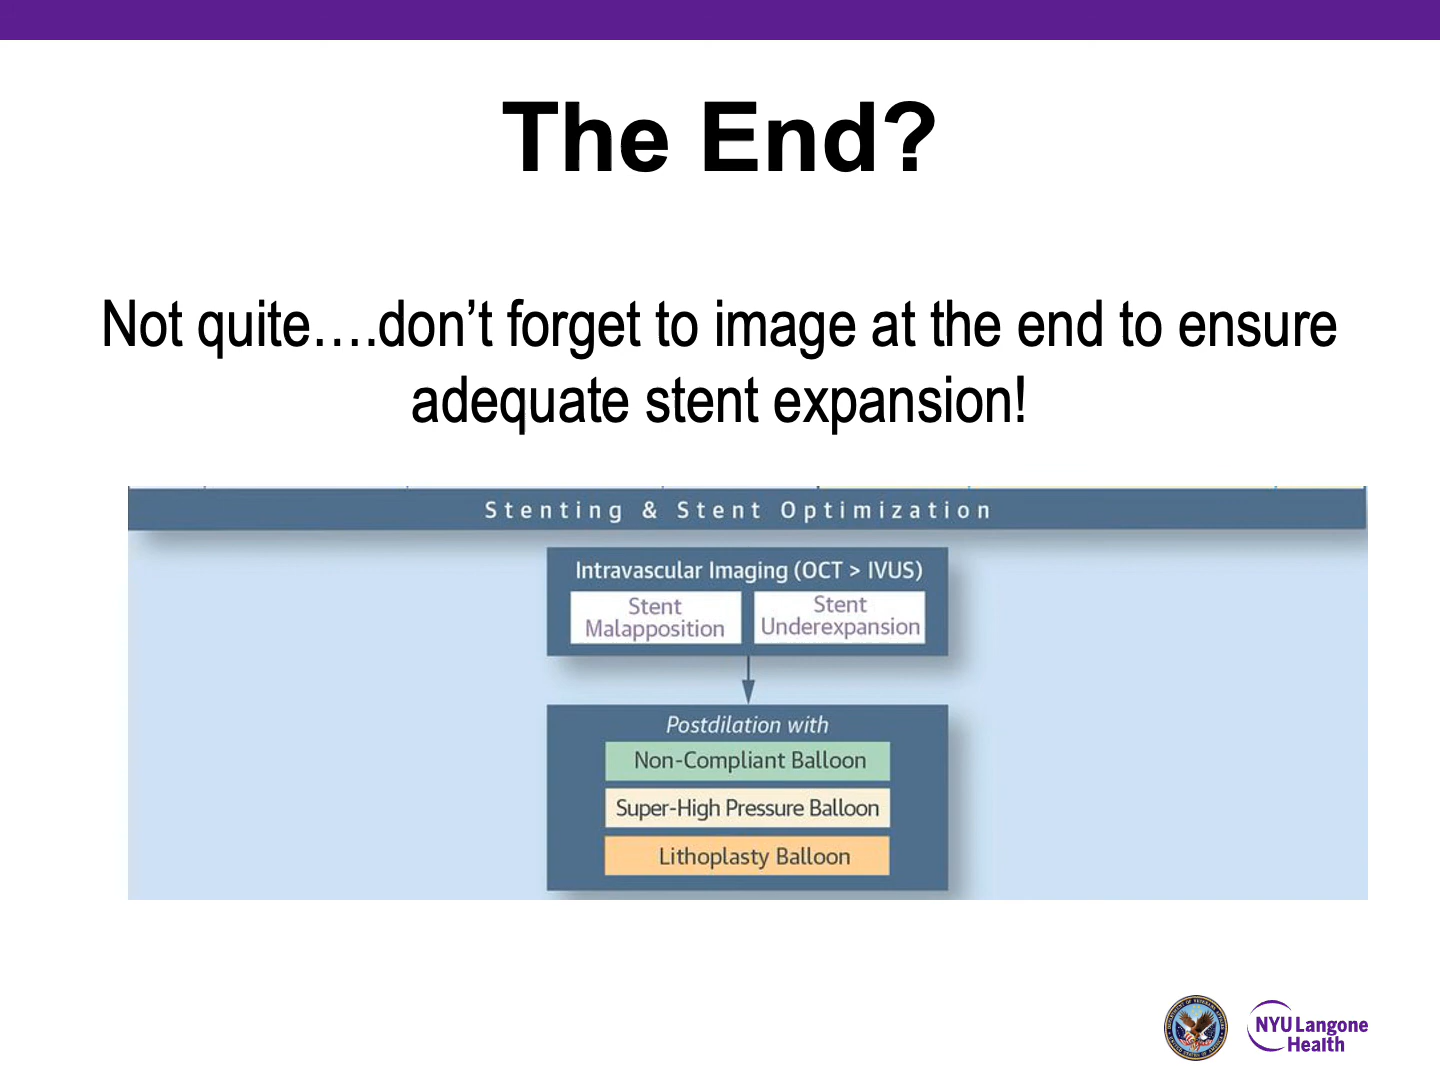 The End?
Not quite….don’t forget to image at the end to ensure
adequate stent expansion!
Stenting & Stent Optimization
Intravascular Imaging (OCT > IVUS)
Stent
Malapposition
Stent
Underexpansion
Postdilation with
Non-Compliant Balloon
Super-High Pressure Balloon
Lithoplasty Balloon
NYU Langone
Health